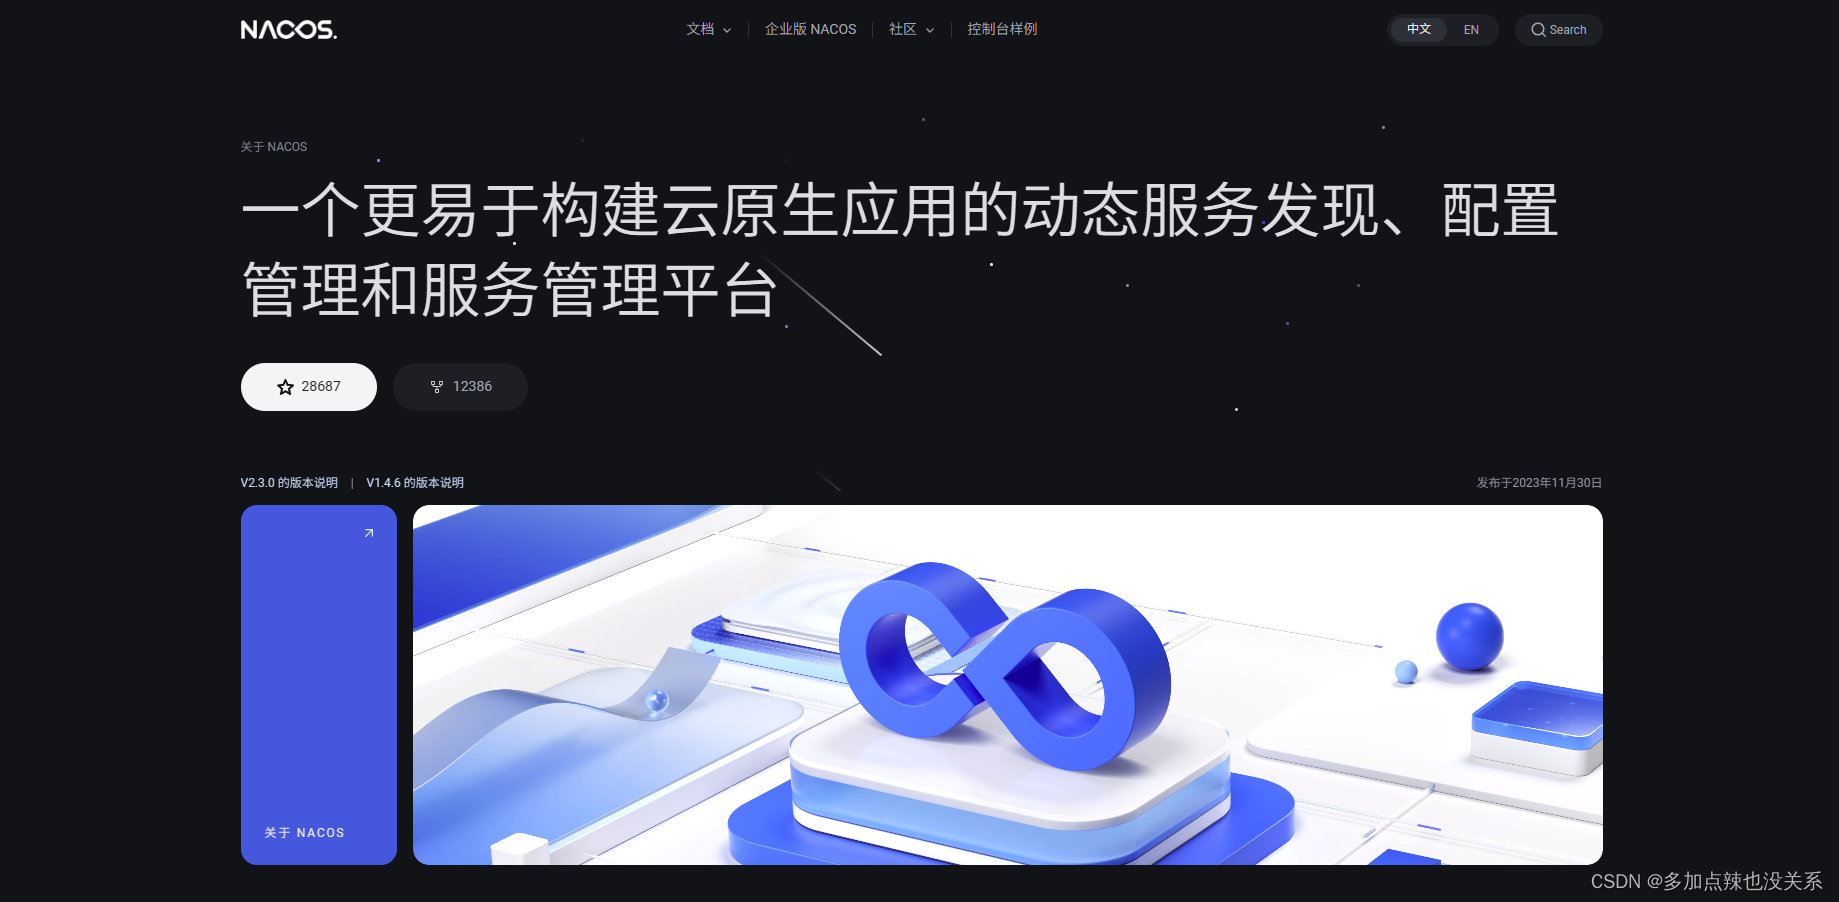 NACOS.
文档
企业版 NACOS
社区
控制台样例
中文
EN
Search
关于 NACOS
一个更易于构建云原生应用的动态服务发现、配置
管理和服务管理平台
28687
12386
V2.3.0 的版本说明 | V1.4.6 的版本说明
发布于2023年11月30日
关于 NACOS
CSDN @多加点辣也没关系